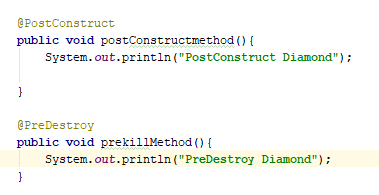 @PostConstruct
public void postConstructmethod(){
System.out.println("PostConstruct Diamond");
}
@PreDestroy
public void prekillMethod(){
System.out.println("PreDestroy Diamond");
}